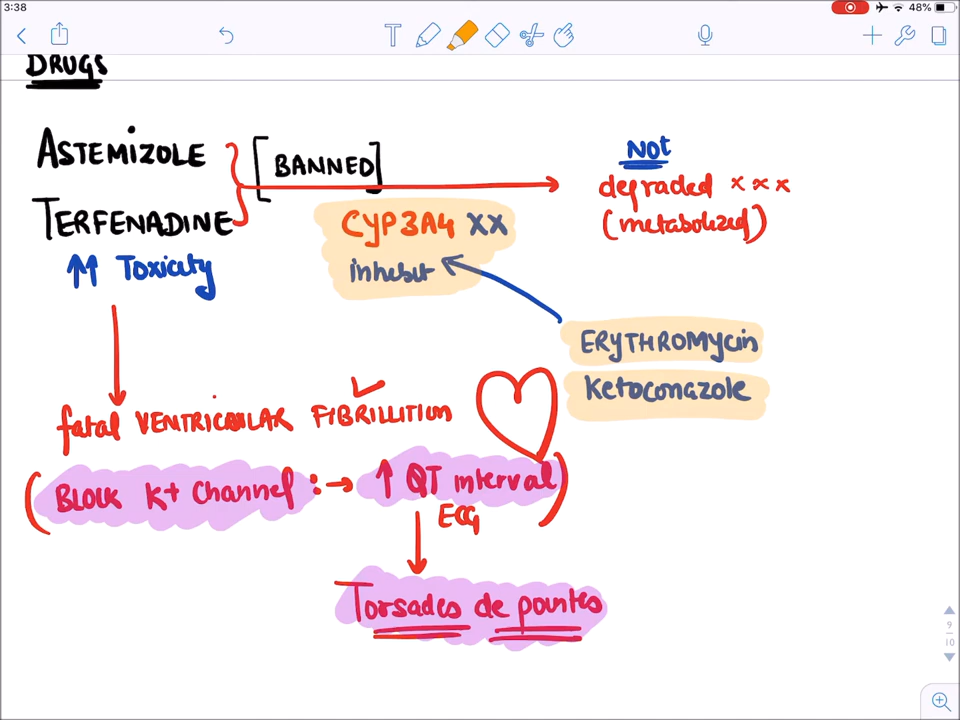 3:38
48%
T
DRUGS
ASTEMIZOLE
[BANNED]
TERFENADINE
↑↑ Toxicity
NOt
degraded x x x
(metabolized)
CYP3A4 XX
inhebit
ERYTHROMYcin
Ketoconazole
fatal VENTRICULAR FIBRILLITION
(BLOCK K+ Channel : → ↑ QT interval)
ECG
Torsades de pointes
9
10